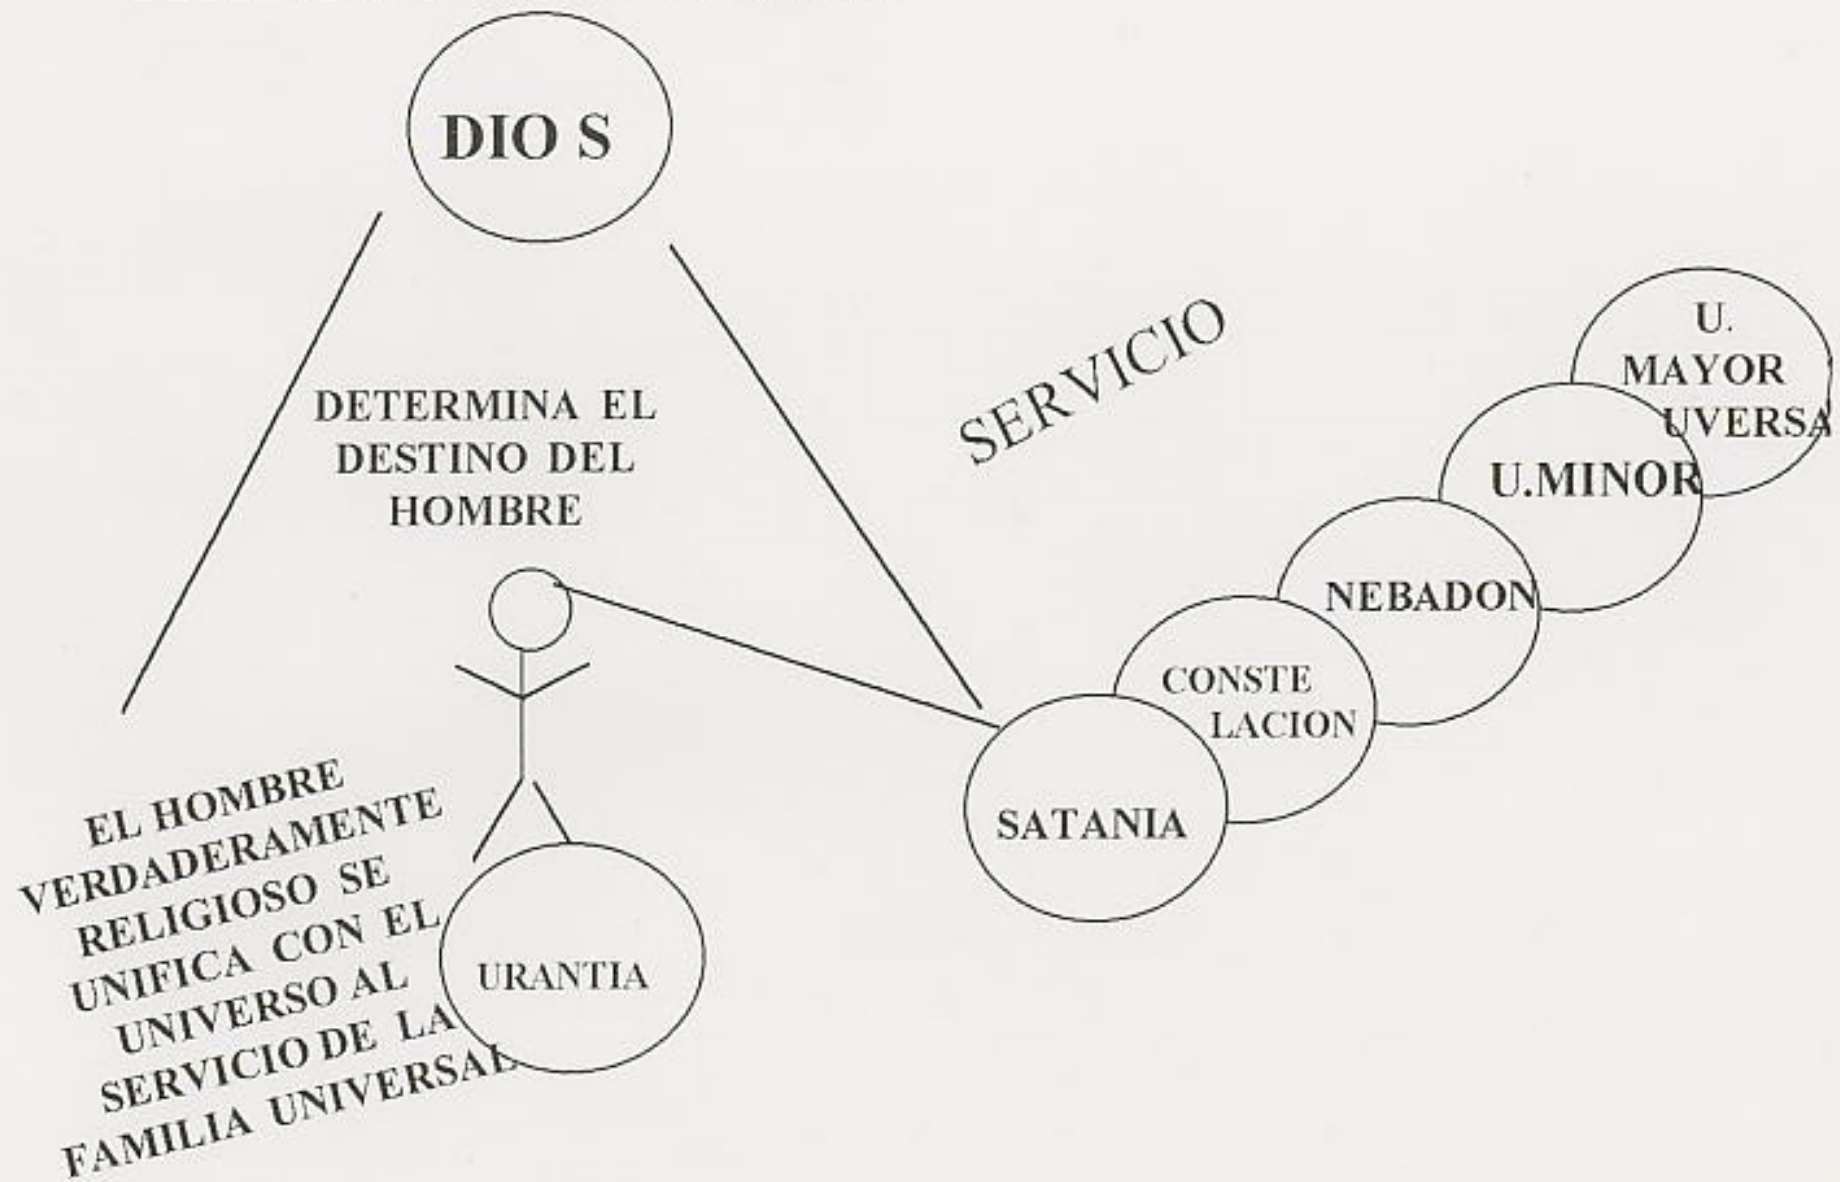 DIO S
DETERMINA EL
DESTINO DEL
HOMBRE
SERVICIO
U.
MAYOR
UVERSA
U.MINOR
NEBADON
CONSTE
LACION
SATANIA
EL HOMBRE
VERDADERAMENTE
RELIGIOSO SE
UNIFICA CON EL
UNIVERSO AL
SERVICIO DE LA
FAMILIA UNIVERSAL
URANTIA